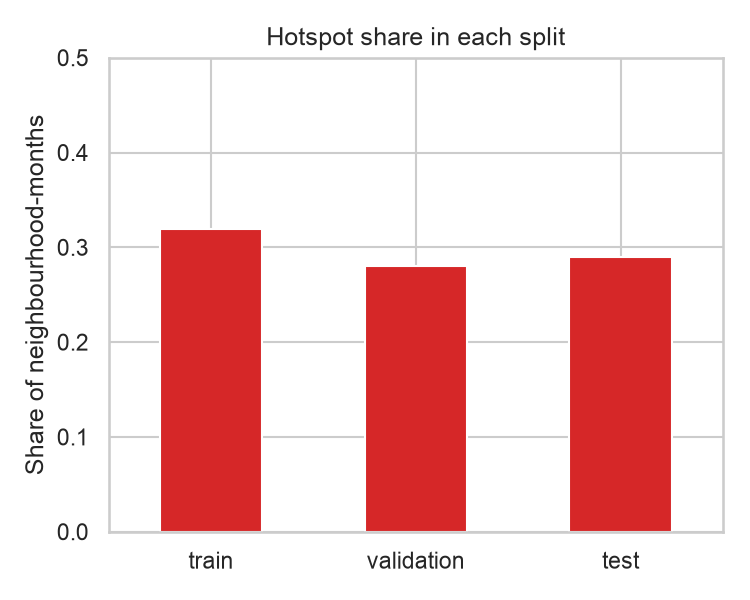 Hotspot share in each split
Share of neighbourhood-months
0.5
0.4
0.3
0.2
0.1
0.0
train
validation
test